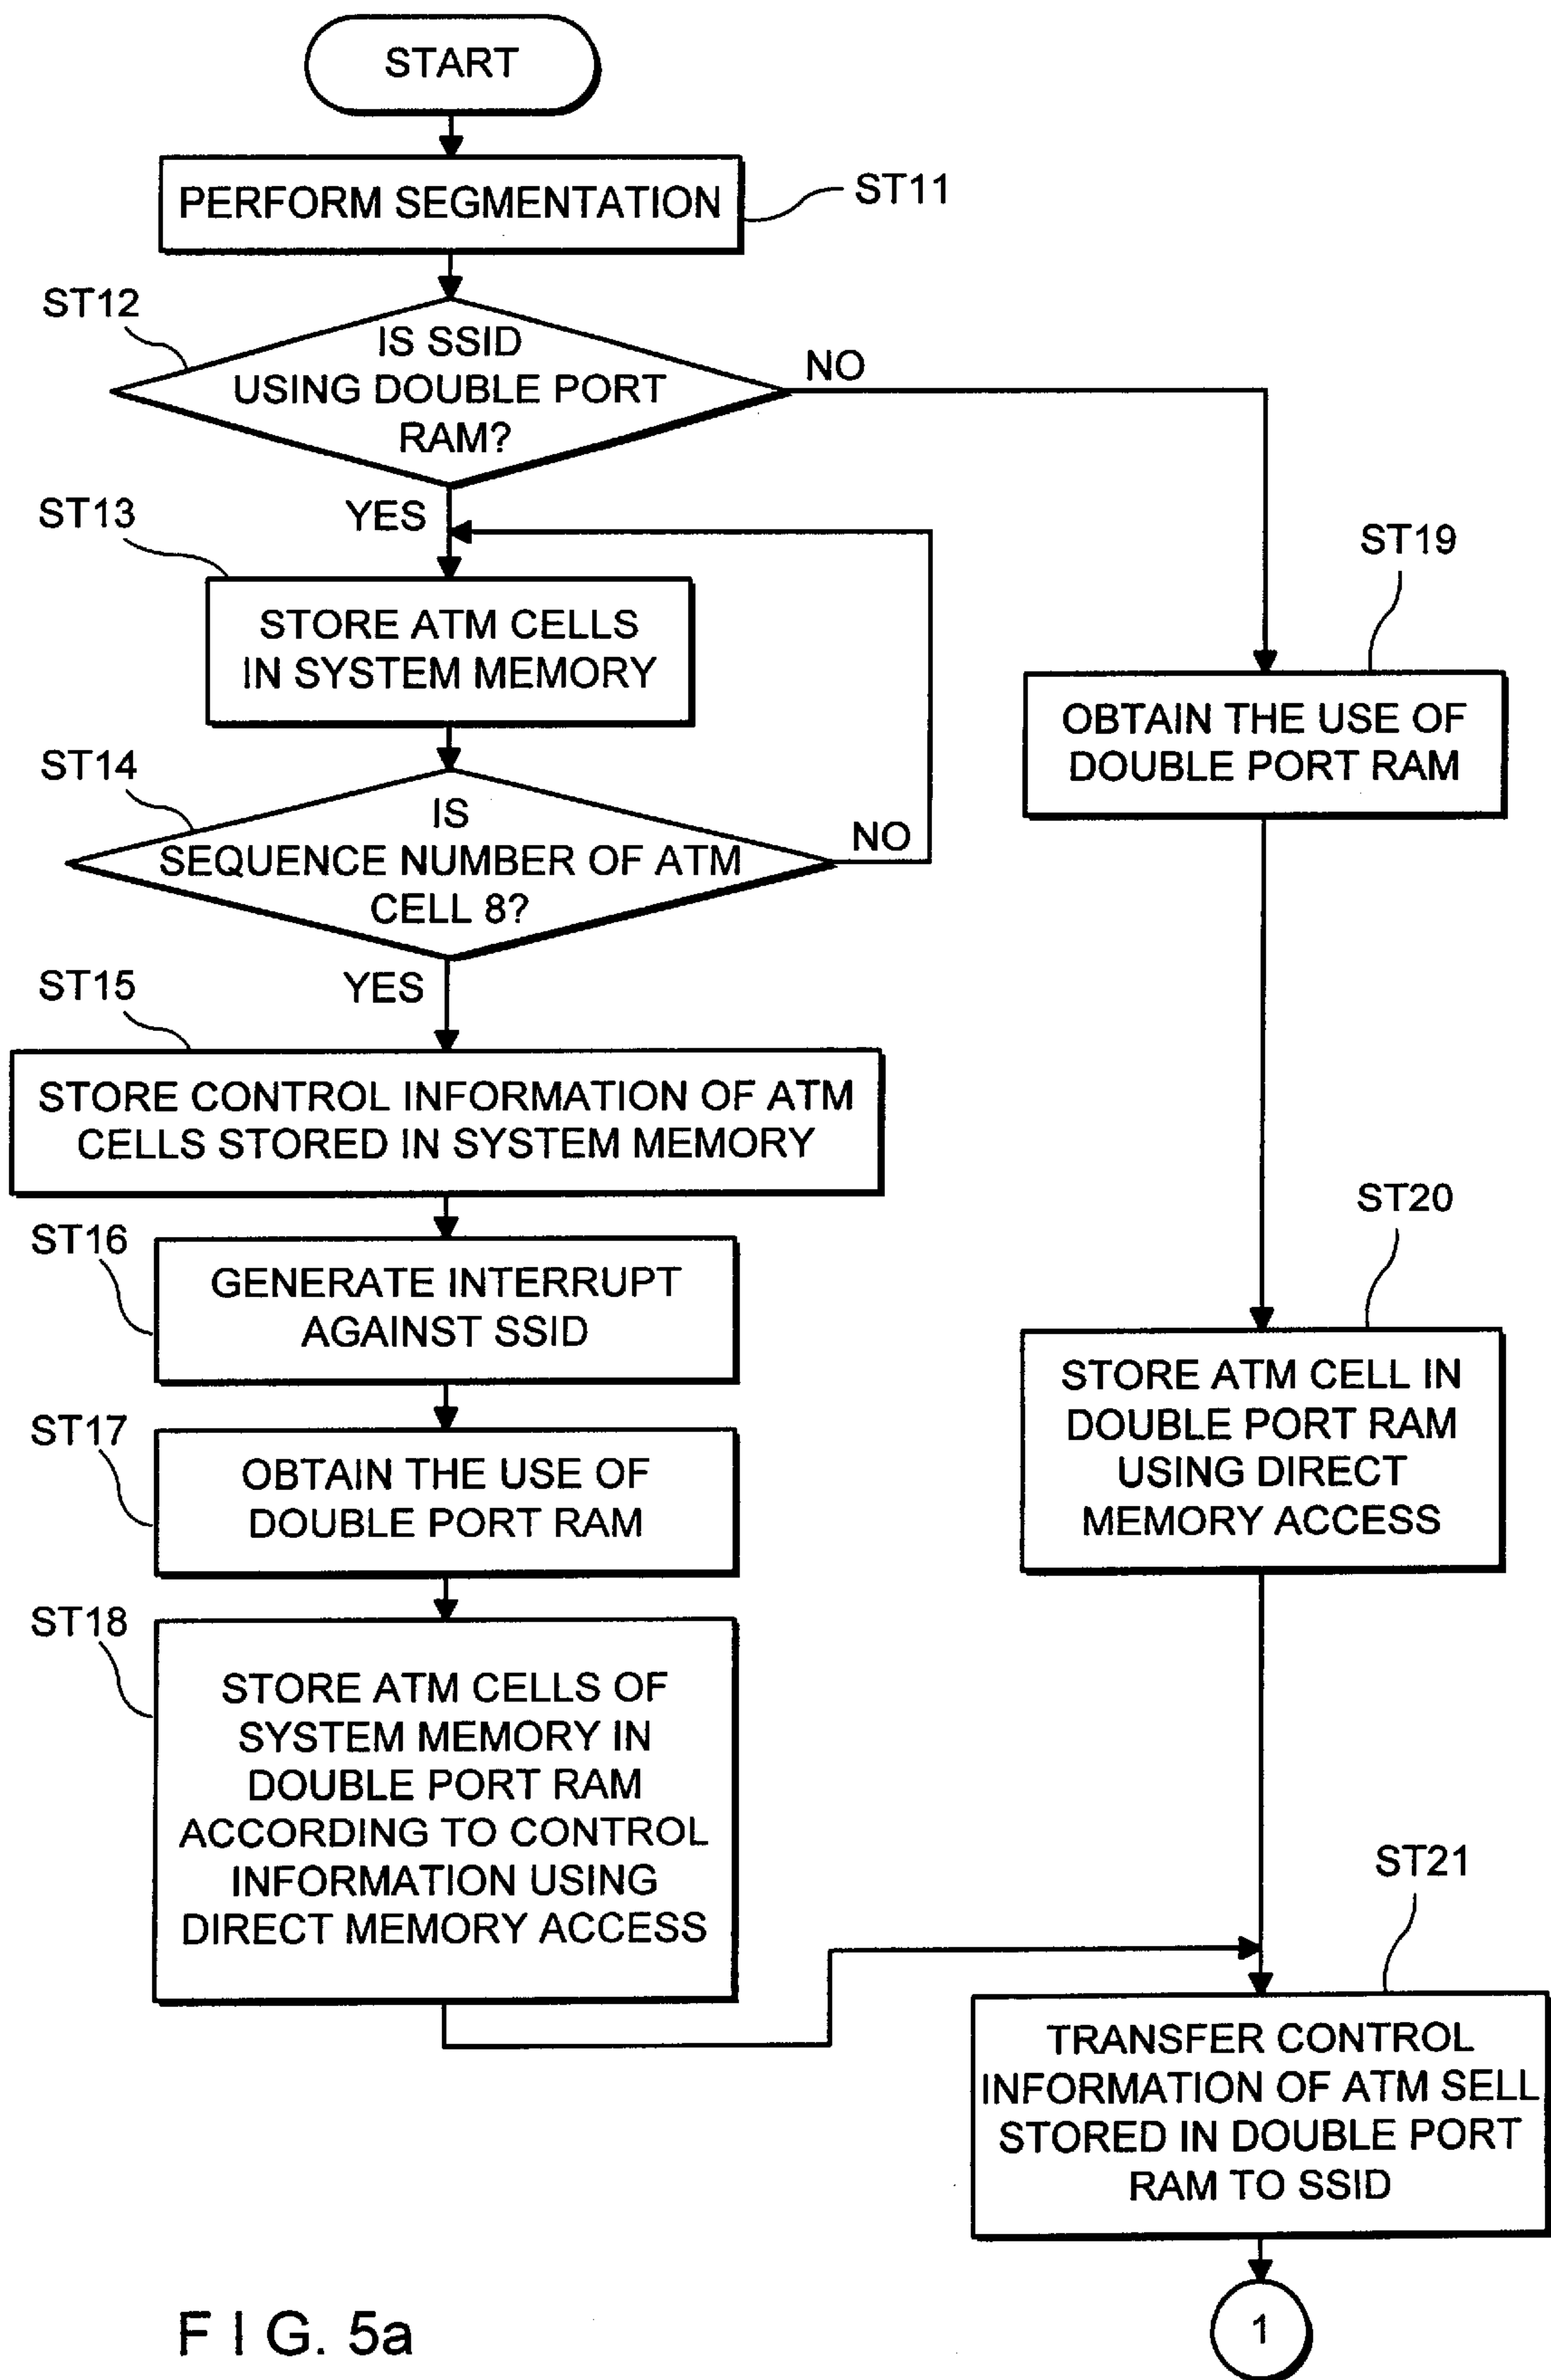 START
PERFORM SEGMENTATION
ST11
ST12
IS SSID
USING DOUBLE PORT
RAM?
NO
YES
ST13
STORE ATM CELLS
IN SYSTEM MEMORY
ST14
IS
SEQUENCE NUMBER OF ATM
CELL 8?
NO
YES
ST15
STORE CONTROL INFORMATION OF ATM
CELLS STORED IN SYSTEM MEMORY
ST16
GENERATE INTERRUPT
AGAINST SSID
ST17
OBTAIN THE USE OF
DOUBLE PORT RAM
ST18
STORE ATM CELLS OF
SYSTEM MEMORY IN
DOUBLE PORT RAM
ACCORDING TO CONTROL
INFORMATION USING
DIRECT MEMORY ACCESS
ST19
OBTAIN THE USE OF
DOUBLE PORT RAM
ST20
STORE ATM CELL IN
DOUBLE PORT RAM
USING DIRECT
MEMORY ACCESS
ST21
TRANSFER CONTROL
INFORMATION OF ATM SELL
STORED IN DOUBLE PORT
RAM TO SSID
1
FIG. 5a